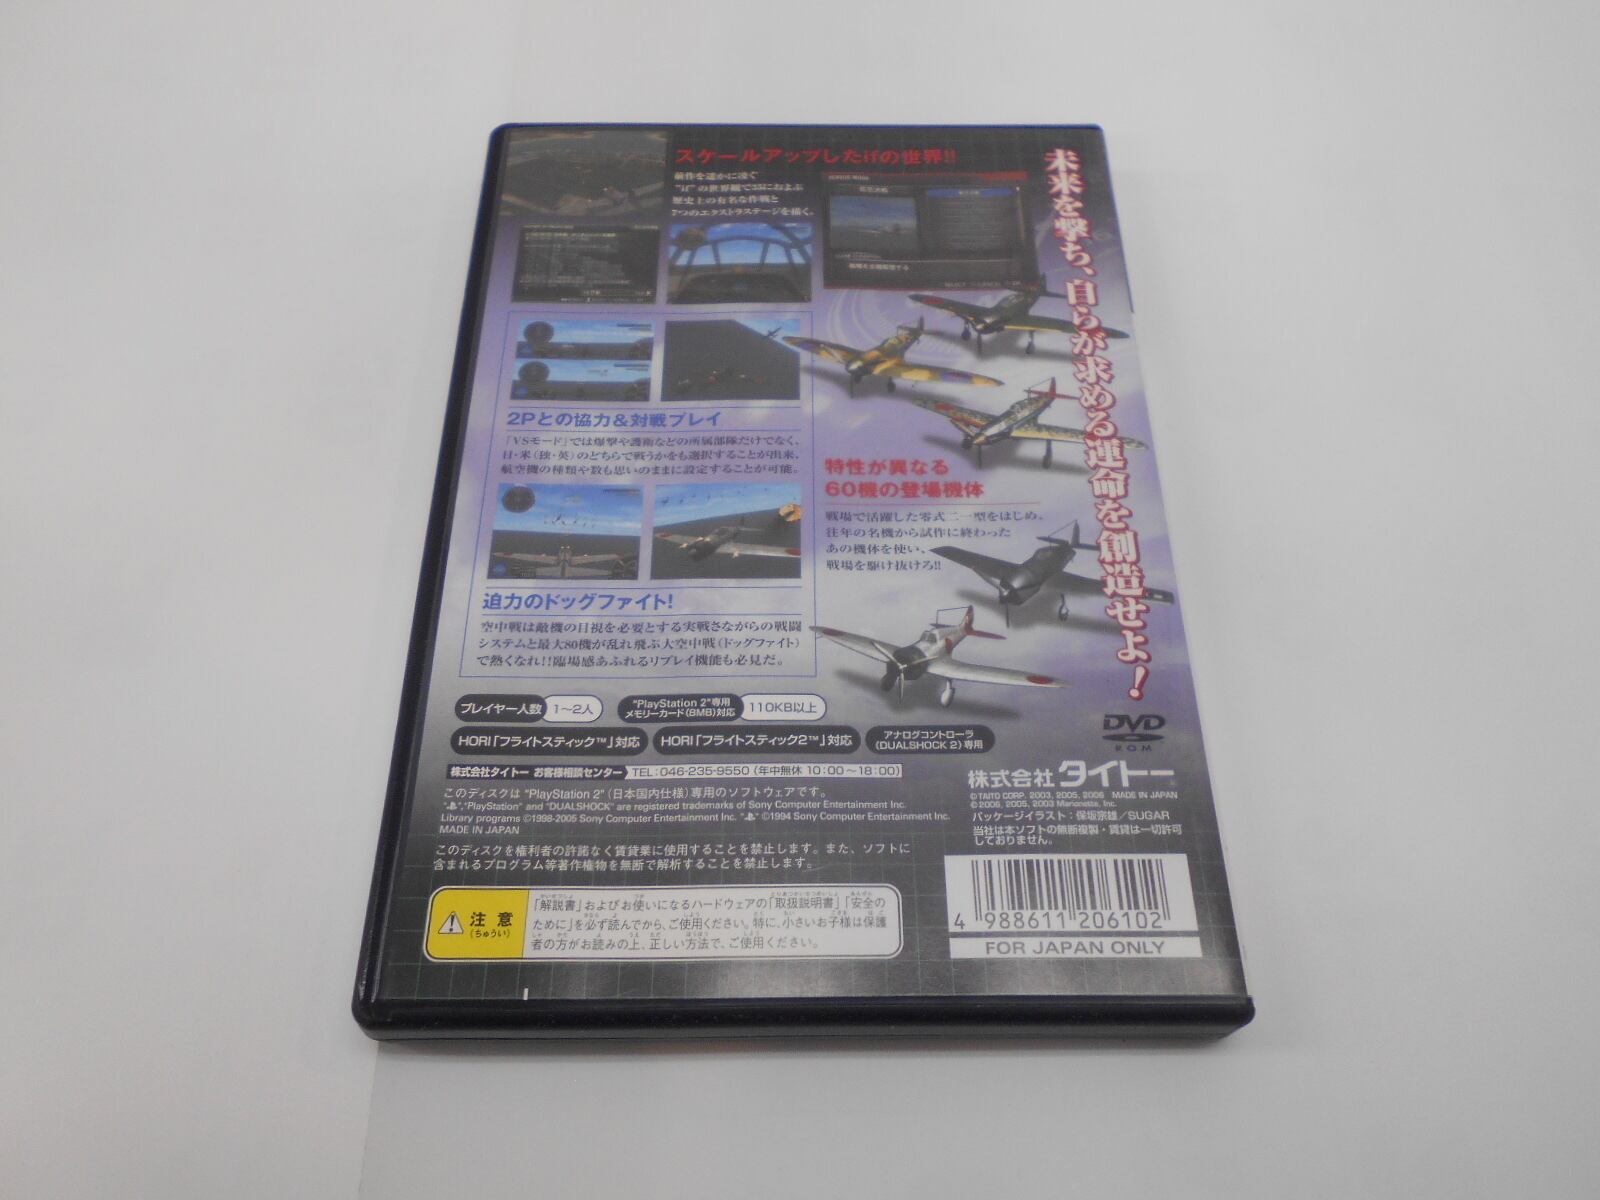 スケールアップしたifの世界!!
前作を遥かに凌ぐ
"if"の世界観で35におよぶ
歴史上の有名な作戦と
7つのエクストラステージを描く。
未来を撃ち、自らが求める運命を創造せよ!
2Pとの協力&対戦プレイ
「VSモード」では爆撃や護衛などの所属部隊だけでなく、
日・米(独・英)のどちらで戦うかをも選択することが出来、
航空機の種類や数も思いのままに設定することが可能。
特性が異なる
60機の登場機体
戦場で活躍した零式二一型をはじめ、
往年の名機から試作に終わった
あの機体を使い、
戦場を駆け抜けろ!!
迫力のドッグファイト!
空中戦は敵機の目視を必要とする実戦さながらの戦闘
システムと最大80機が乱れ飛ぶ大空中戦(ドッグファイト)
で熱くなれ!!臨場感あふれるリプレイ機能も必見だ。
プレイヤー人数 1~2人
"PlayStation 2"専用
メモリーカード(8MB)対応 110KB以上
HORI「フライトスティック™」対応
HORI「フライトスティック2™」対応
アナログコントローラ
(DUALSHOCK 2)専用
DVD
ROM
株式会社タイトー お客様相談センター TEL:046-235-9550(年中無休 10:00~18:00)
このディスクは "PlayStation 2"(日本国内仕様)専用のソフトウェアです。
"PlayStation" and "DUALSHOCK" are registered trademarks of Sony Computer Entertainment Inc.
Library programs ©1998-2005 Sony Computer Entertainment Inc. ©1994 Sony Computer Entertainment Inc.
MADE IN JAPAN
このディスクを権利者の許諾なく賃貸業に使用することを禁止します。また、ソフトに
含まれるプログラム等著作権物を無断で解析することを禁止します。
株式会社 タイトー
©TAITO CORP. 2003, 2005, 2006 MADE IN JAPAN
©2006, 2005, 2003 Marionette, Inc.
パッケージイラスト:保坂宗雄/SUGAR
当社は本ソフトの無断複製・賃貸は一切許可
しておりません。
注意
(ちゅうい)
「解説書」およびお使いになるハードウェアの「取扱説明書」「安全の
ために」を必ず読んでから、ご使用ください。特に、小さいお子様は保護
者の方がお読みの上、正しい方法で、ご使用ください。
4 988611 206102
FOR JAPAN ONLY